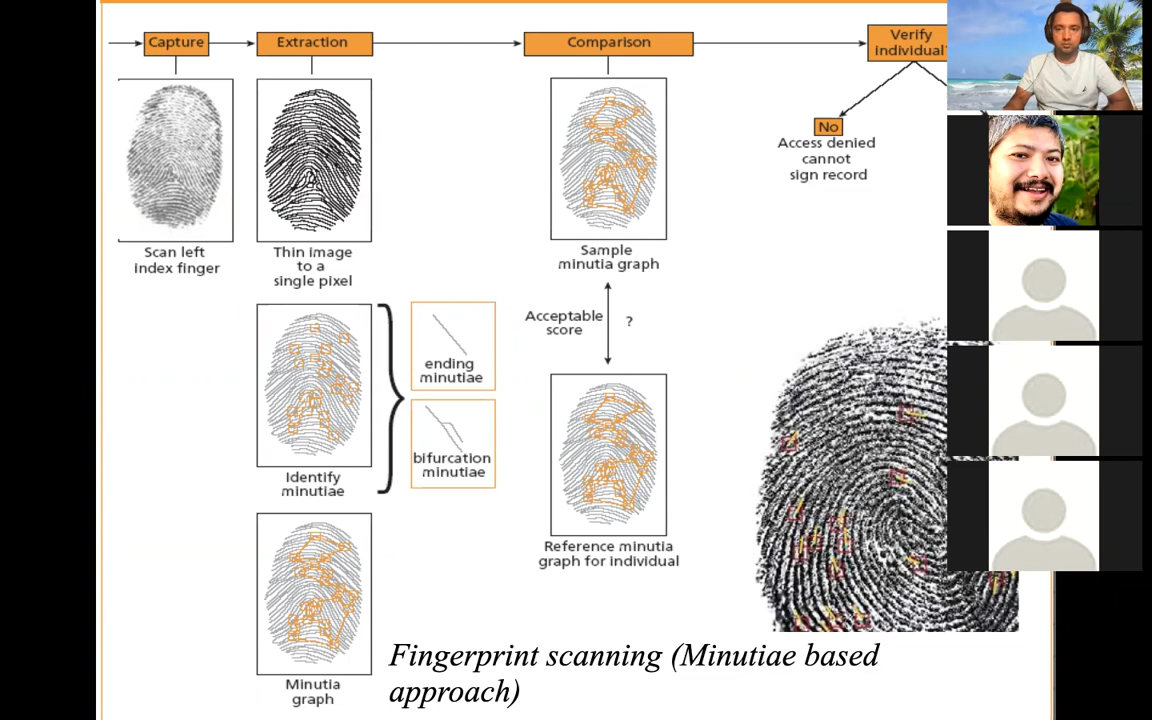 Capture
Extraction
Comparison
Verify
individual?
No
Access denied
cannot
sign record
Scan left
index finger
Thin image
to a
single pixel
Sample
minutia graph
Acceptable
score
?
ending
minutiae
bifurcation
minutiae
Identify
minutiae
Reference minutia
graph for individual
Minutia
graph
Fingerprint scanning (Minutiae based
approach)